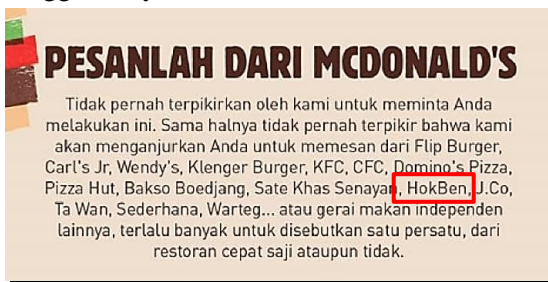 PESANLAH DARI MCDONALD'S
Tidak pernah terpikirkan oleh kami untuk meminta Anda
melakukan ini. Sama halnya tidak pernah terpikir bahwa kami
akan menganjurkan Anda untuk memesan dari Flip Burger,
Carl's Jr, Wendy's, Klenger Burger, KFC, CFC, Domino's Pizza,
Pizza Hut, Bakso Boedjang, Sate Khas Senayan, HokBen, J.Co,
Ta Wan, Sederhana, Warteg... atau gerai makan independen
lainnya, terlalu banyak untuk disebutkan satu persatu, dari
restoran cepat saji ataupun tidak.